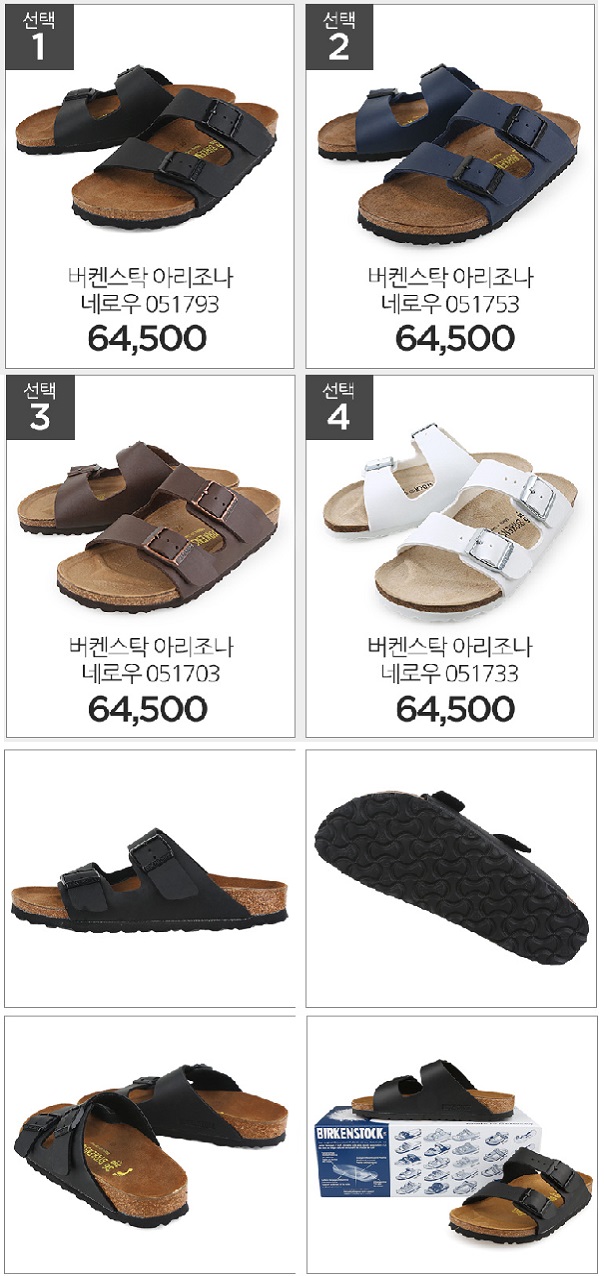 선택
1
버켄스탁 아리조나
네로우 051793
64,500
선택
2
버켄스탁 아리조나
네로우 051753
64,500
선택
3
버켄스탁 아리조나
네로우 051703
64,500
선택
4
버켄스탁 아리조나
네로우 051733
64,500
BIRKENSTOCK